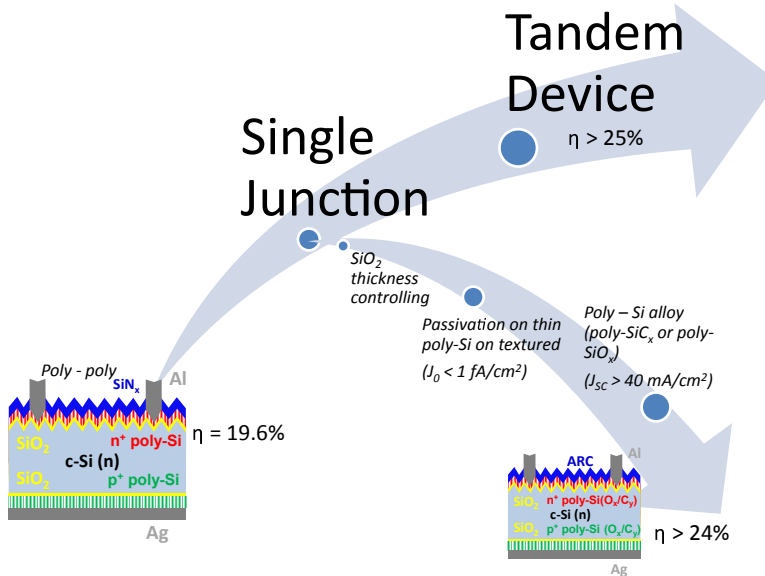 Tandem
Device
η > 25%
Single
Junction
SiO2
thickness
controlling
Passivation on thin
poly-Si on textured
(J0 < 1 fA/cm²)
Poly – Si alloy
(poly-SiCx or poly-
SiOx)
(JSC > 40 mA/cm²)
Poly - poly
SiNx
Al
η = 19.6%
SiO2
n+ poly-Si
c-Si (n)
SiO2
p+ poly-Si
Ag
ARC
Al
SiO2
n+ poly-Si(Ox/Cy)
c-Si (n)
SiO2
p+ poly-Si (Ox/Cy)
η > 24%
Ag